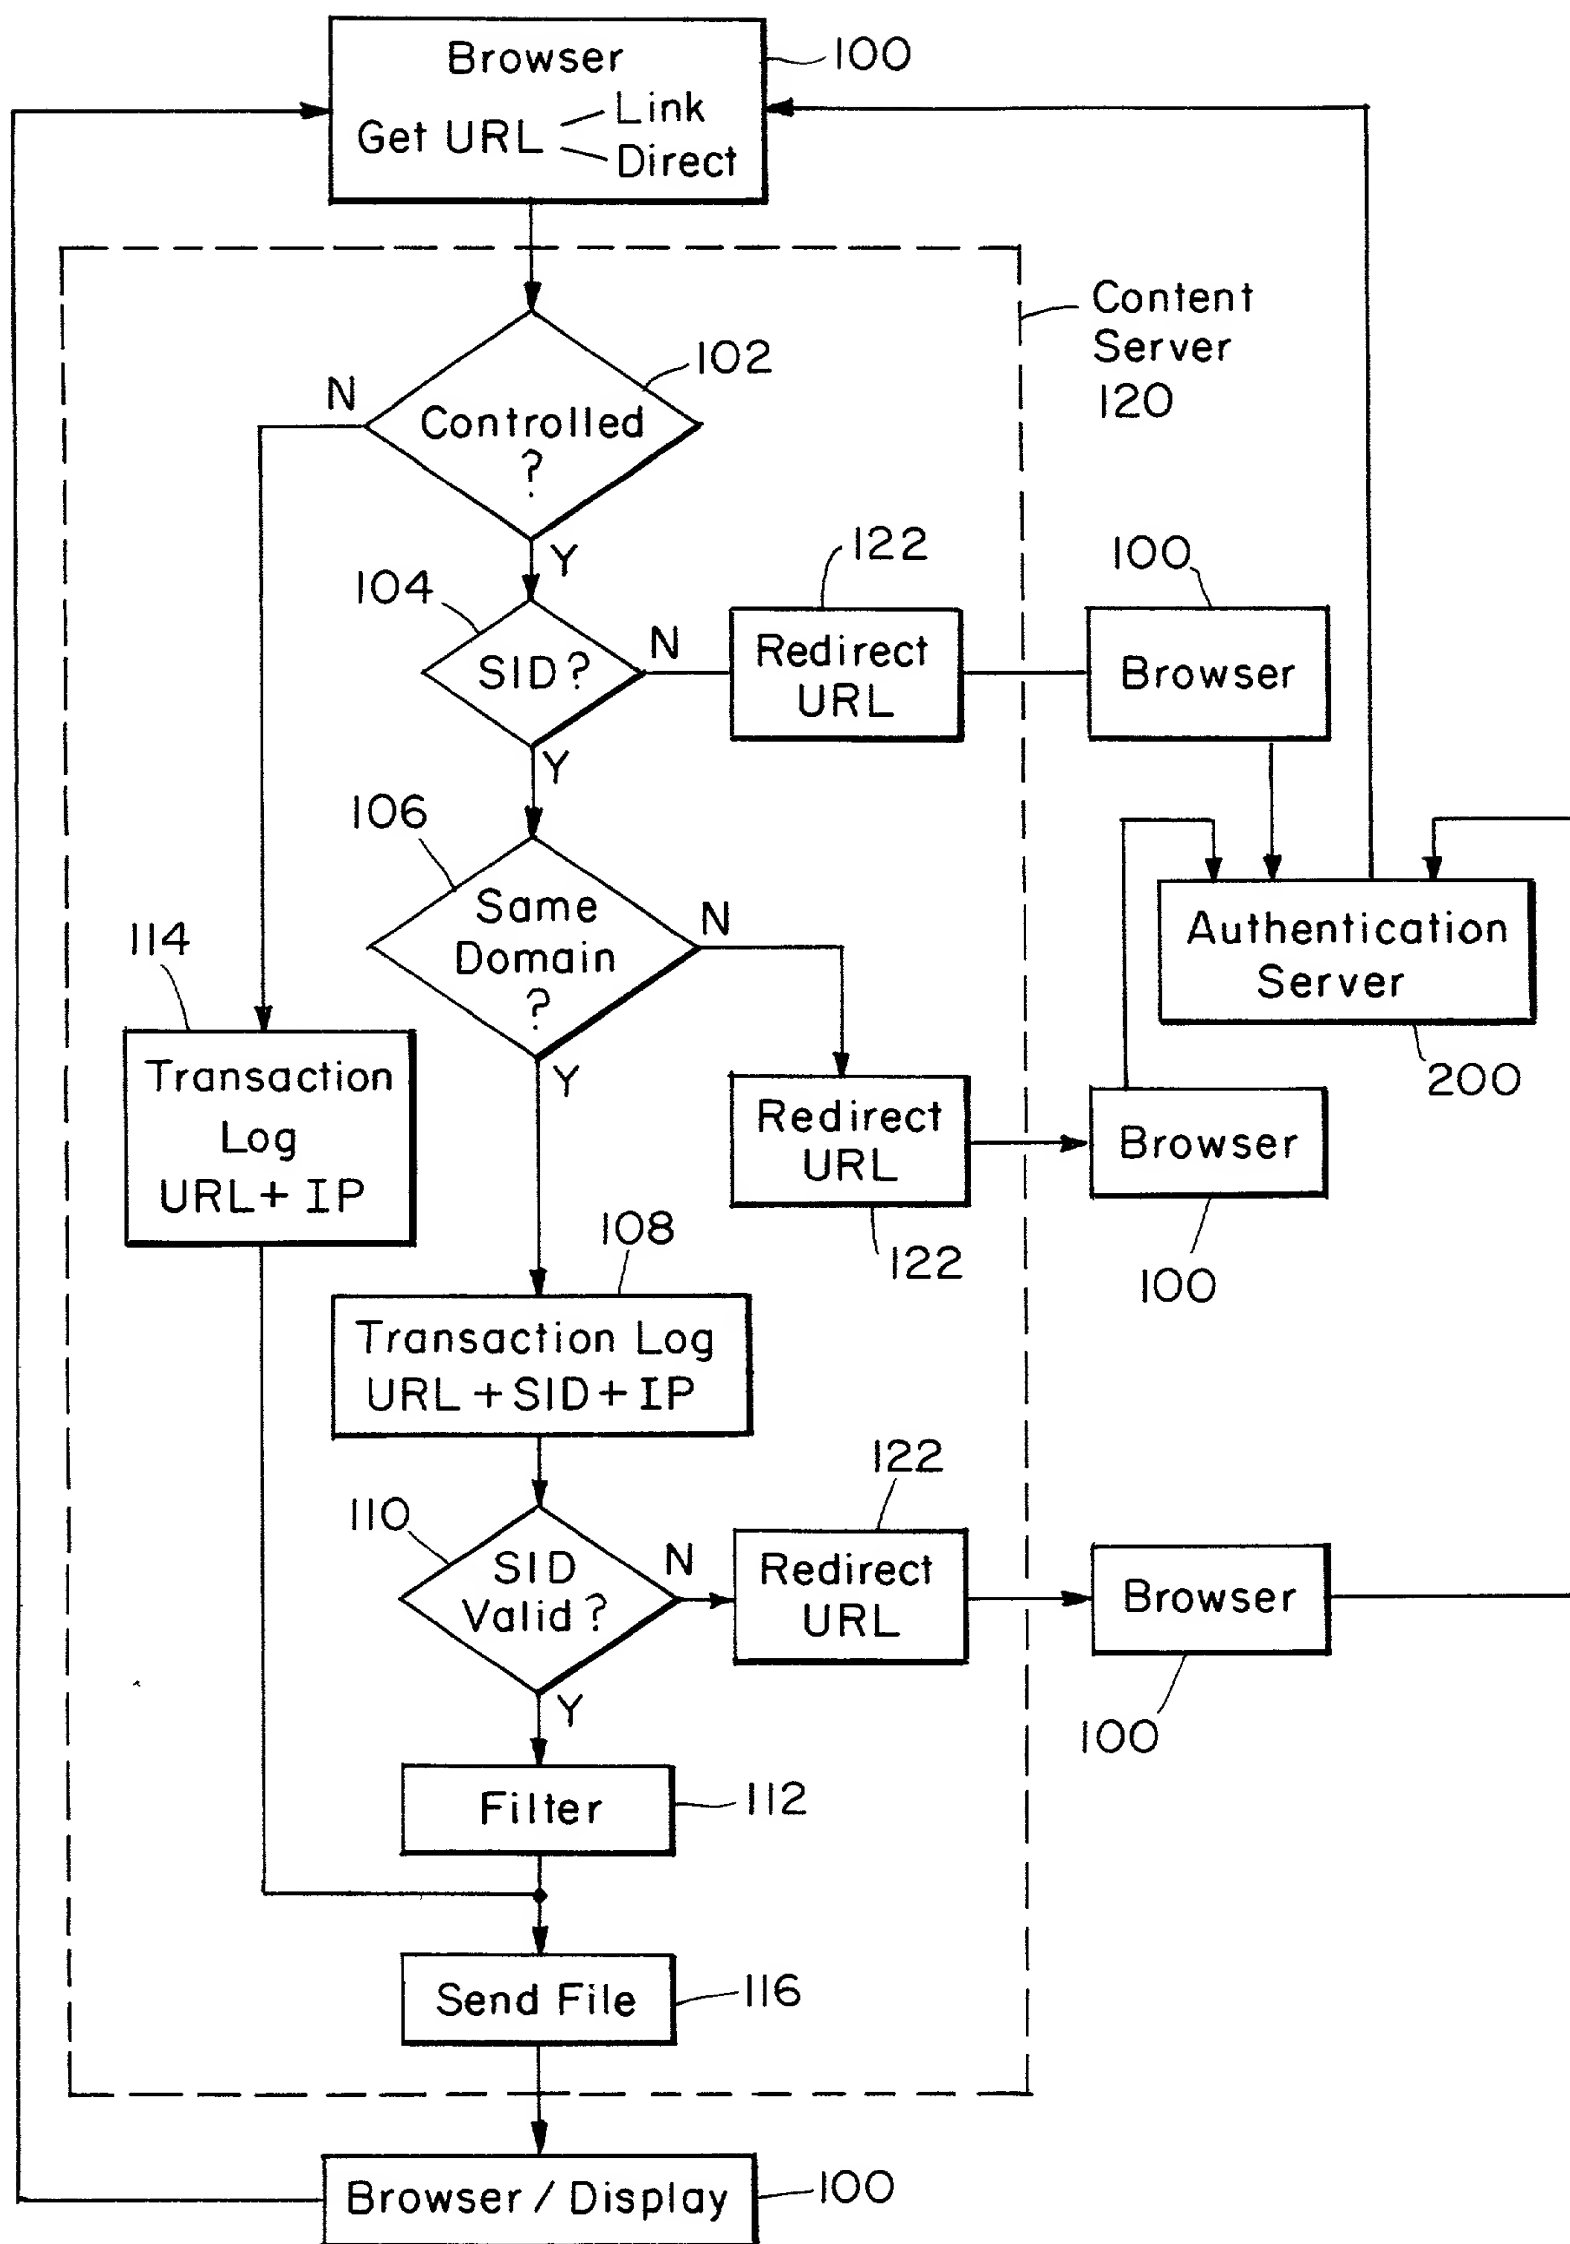 Browser
100
Get URL
Link
Direct
Content
Server
120
102
N
Controlled
?
Y
122
100
104
SID?
N
Redirect
URL
Browser
Y
106
Same
Domain
?
N
Authentication
Server
200
114
Transaction
Log
URL+IP
Y
Redirect
URL
122
Browser
100
108
Transaction Log
URL+SID+IP
122
110
SID
Valid?
N
Redirect
URL
Browser
100
Y
Filter
112
Send File
116
Browser/Display
100